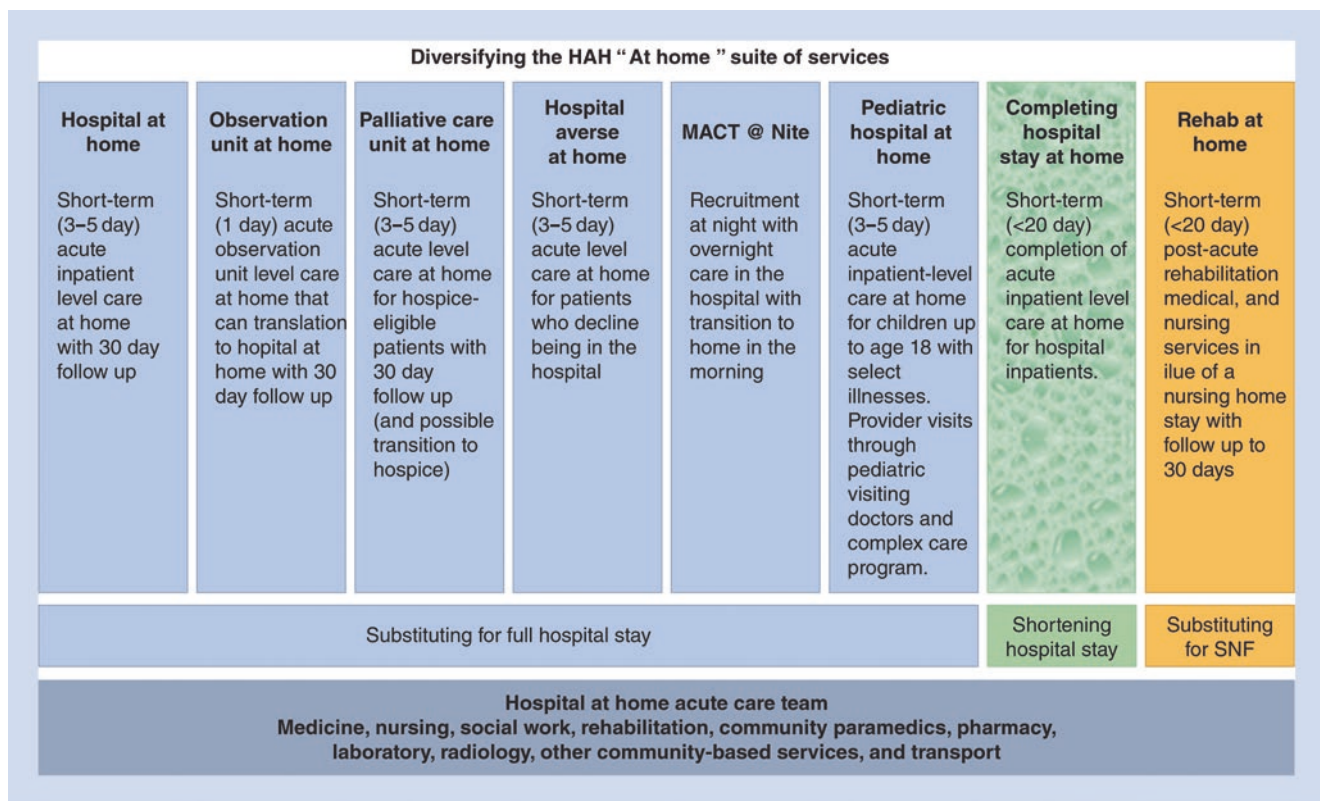 Diversifying the HAH “At home ” suite of services
Hospital at
home
Short-term
(3–5 day)
acute
inpatient
level care
at home
with 30 day
follow up
Observation
unit at home
Short-term
(1 day) acute
observation
unit level care
at home that
can translation
to hopital at
home with 30
day follow up
Palliative care
unit at home
Short-term
(3–5 day)
acute level
care at home
for hospice-
eligible
patients with
30 day
follow up
(and possible
transition to
hospice)
Hospital
averse
at home
Short-term
(3–5 day)
acute level
care at home
for patients
who decline
being in the
hospital
MACT @ Nite
Recruitment
at night with
overnight
care in the
hospital with
transition to
home in the
morning
Pediatric
hospital at
home
Short-term
(3–5 day)
acute
inpatient-level
care at home
for children up
to age 18 with
select
illnesses.
Provider visits
through
pediatric
visiting
doctors and
complex care
program.
Completing
hospital
stay at home
Short-term
(<20 day)
completion of
acute
inpatient level
care at home
for hospital
inpatients.
Rehab at
home
Short-term
(<20 day)
post-acute
rehabilitation
medical, and
nursing
services in
ilue of a
nursing home
stay with
follow up to
30 days
Substituting for full hospital stay
Shortening
hospital stay
Substituting
for SNF
Hospital at home acute care team
Medicine, nursing, social work, rehabilitation, community paramedics, pharmacy,
laboratory, radiology, other community-based services, and transport